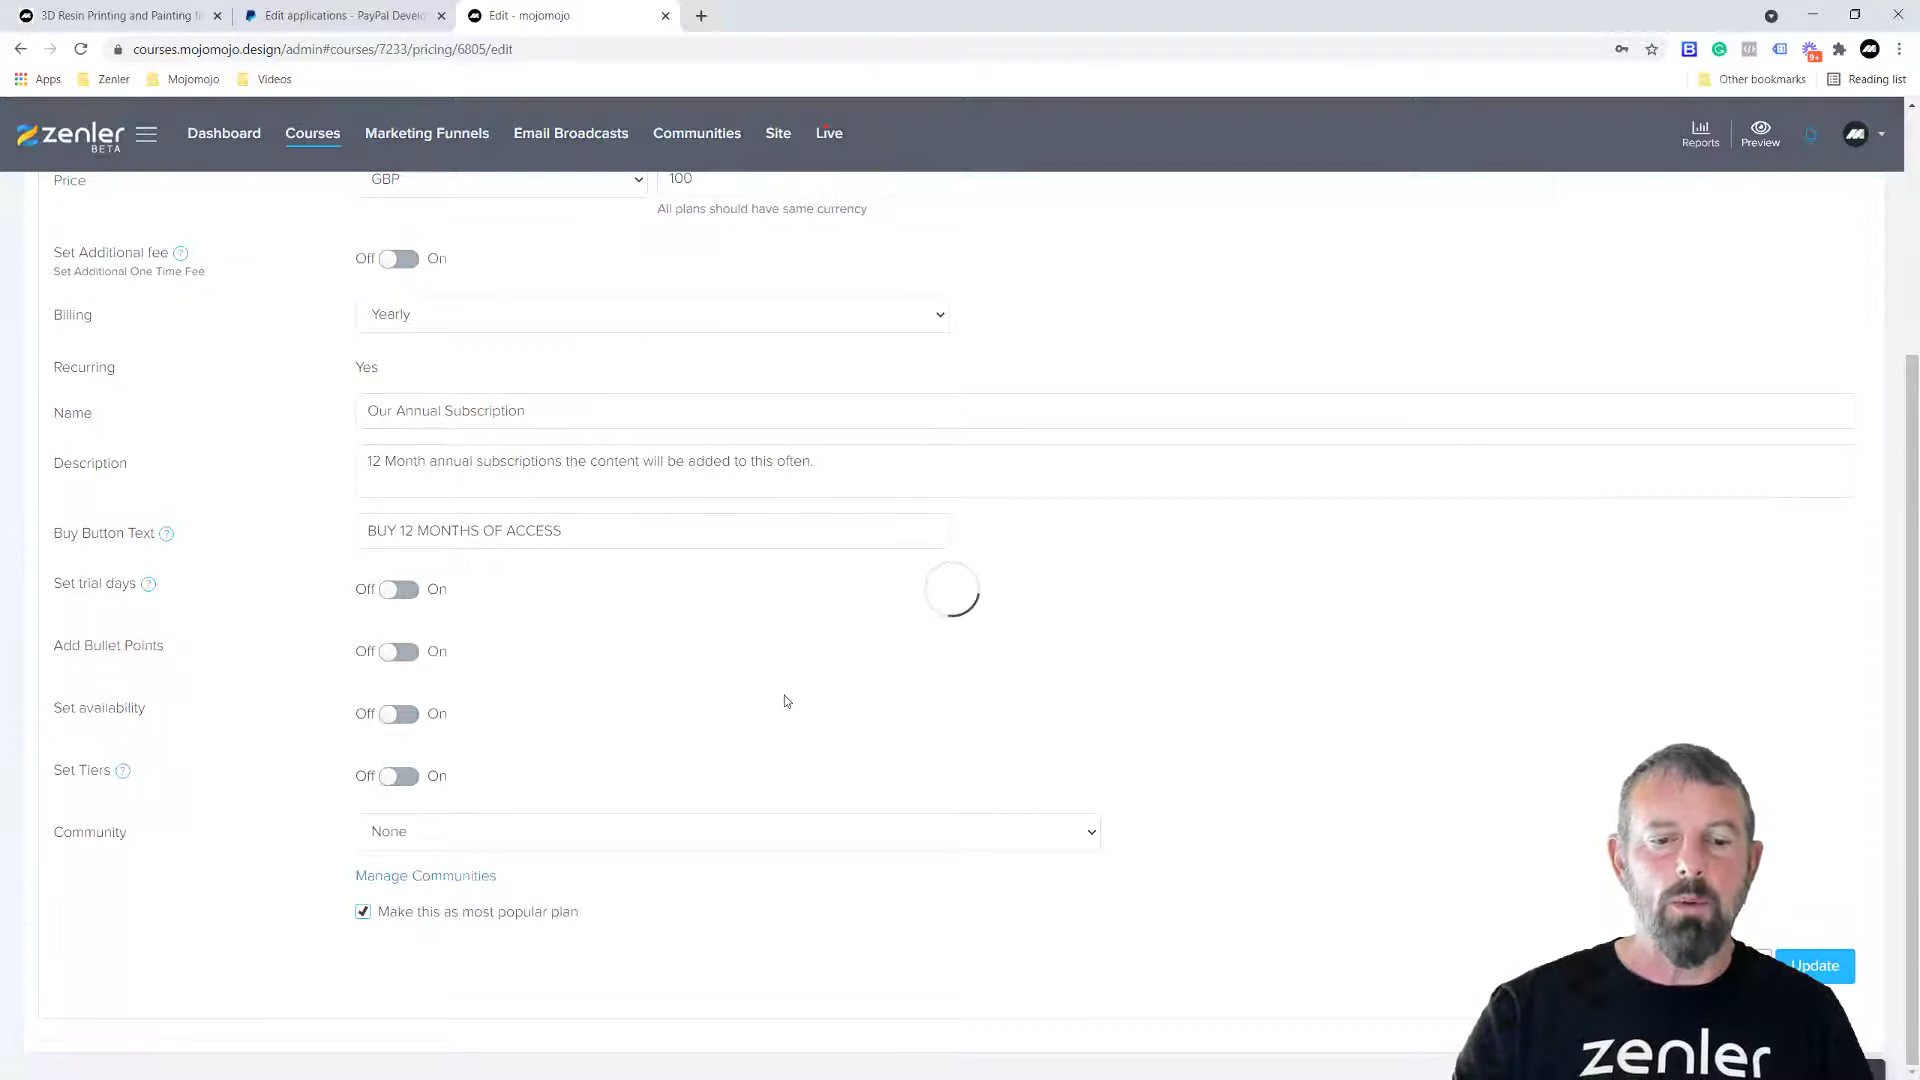 3D Resin Printing and Painting f
Edit applications - PayPal Develo
Edit - mojomojo
courses.mojomojo.design/admin#courses/7233/pricing/6805/edit
9+
Apps
Zenler
Mojomojo
Videos
Other bookmarks
Reading list
zenler
BETA
Dashboard
Courses
Marketing Funnels
Email Broadcasts
Communities
Site
Live
Reports
Preview
Price
GBP
100
All plans should have same currency
Set Additional fee ?
Set Additional One Time Fee
Off On
Billing
Yearly
Recurring
Yes
Name
Our Annual Subscription
Description
12 Month annual subscriptions the content will be added to this often.
Buy Button Text ?
BUY 12 MONTHS OF ACCESS
Set trial days ?
Off On
Add Bullet Points
Off On
Set availability
Off On
Set Tiers ?
Off On
Community
None
Manage Communities
Make this as most popular plan
Update
zenler